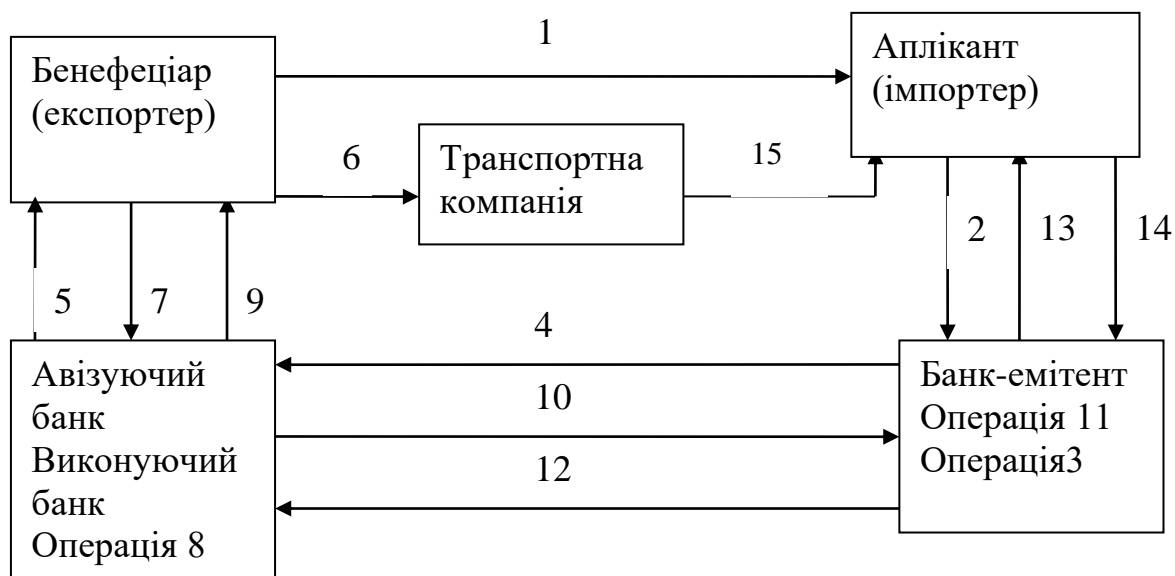 1
Бенефеціар
(експортер)
Аплікант
(імпортер)
6
Транспортна
компанія
15
2
13
14
5
7
9
4
Авізуючий
банк
Виконуючий
банк
Операція 8
10
12
Банк-емітент
Операція 11
Операція3